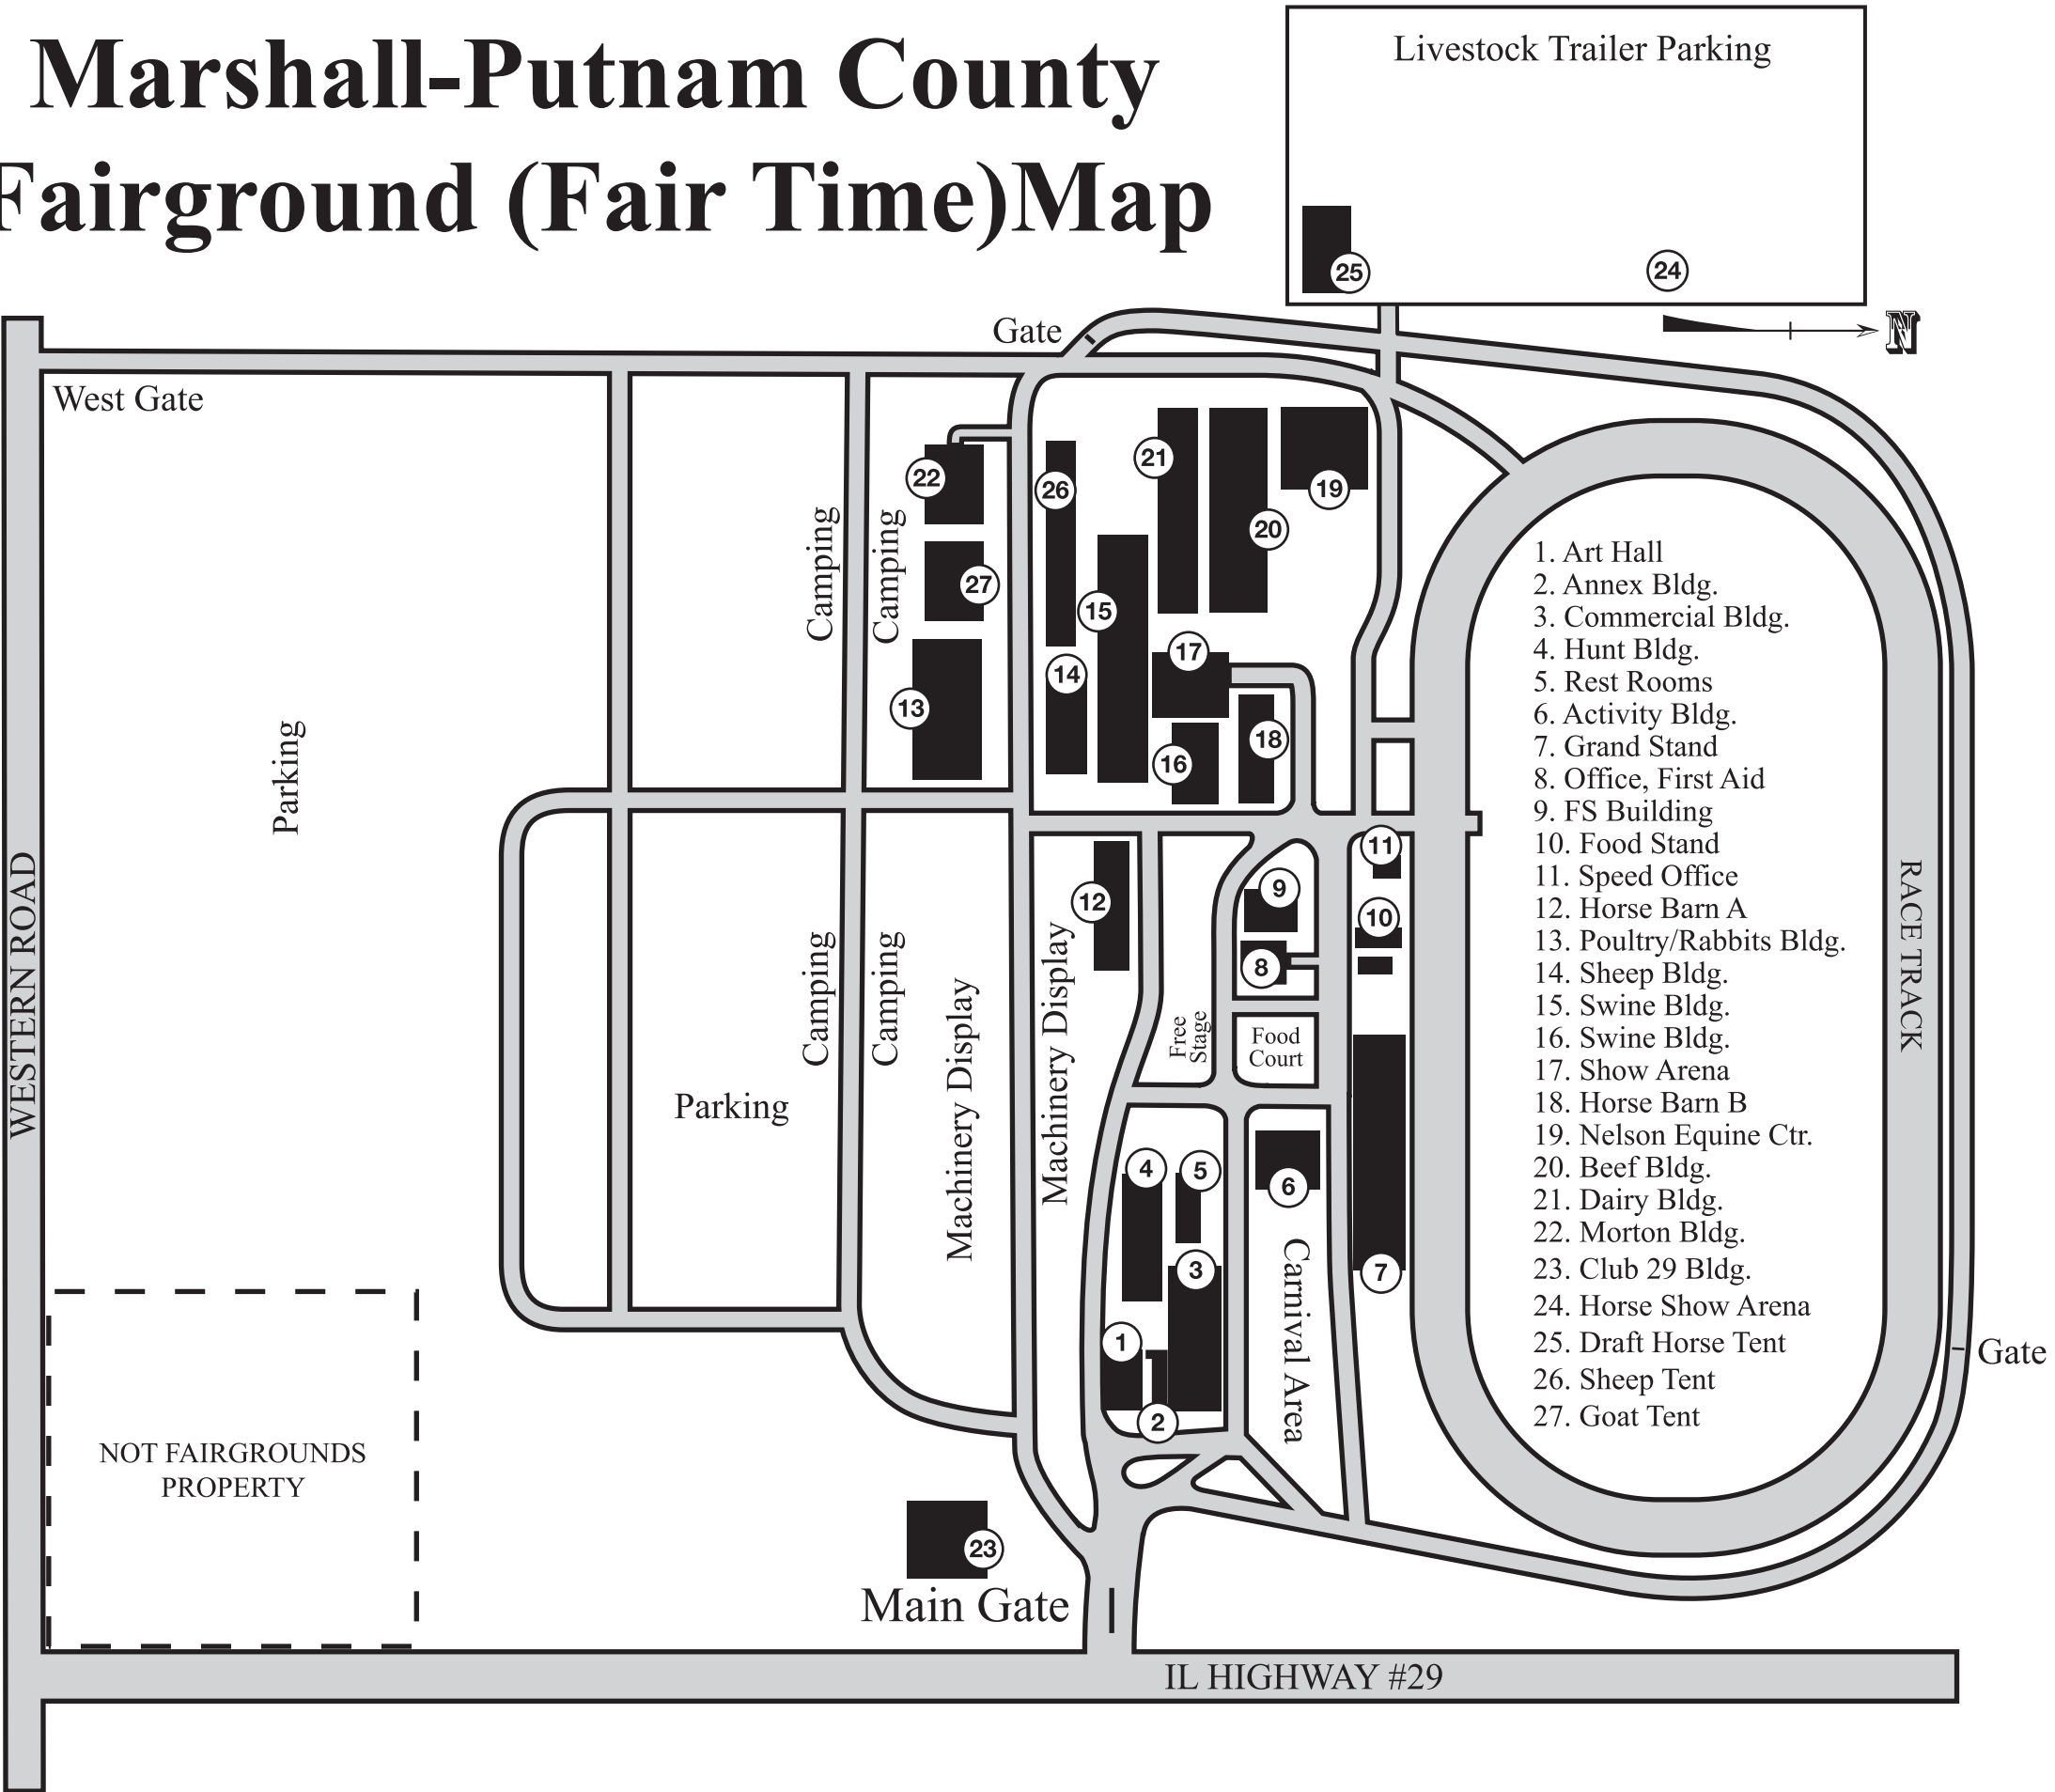 Marshall-Putnam County
Fairground (Fair Time)Map
Livestock Trailer Parking
25
24
N
Gate
West Gate
22
26
21
19
20
27
15
17
14
13
18
16
Camping
Camping
Parking
WESTERN ROAD
11
9
12
10
8
Camping
Camping
Machinery Display
Machinery Display
Free
Stage
Food
Court
Parking
4
5
6
3
7
1
2
Carnival Area
RACE TRACK
1. Art Hall
2. Annex Bldg.
3. Commercial Bldg.
4. Hunt Bldg.
5. Rest Rooms
6. Activity Bldg.
7. Grand Stand
8. Office, First Aid
9. FS Building
10. Food Stand
11. Speed Office
12. Horse Barn A
13. Poultry/Rabbits Bldg.
14. Sheep Bldg.
15. Swine Bldg.
16. Swine Bldg.
17. Show Arena
18. Horse Barn B
19. Nelson Equine Ctr.
20. Beef Bldg.
21. Dairy Bldg.
22. Morton Bldg.
23. Club 29 Bldg.
24. Horse Show Arena
25. Draft Horse Tent
26. Sheep Tent
27. Goat Tent
Gate
NOT FAIRGROUNDS
PROPERTY
23
Main Gate
IL HIGHWAY #29